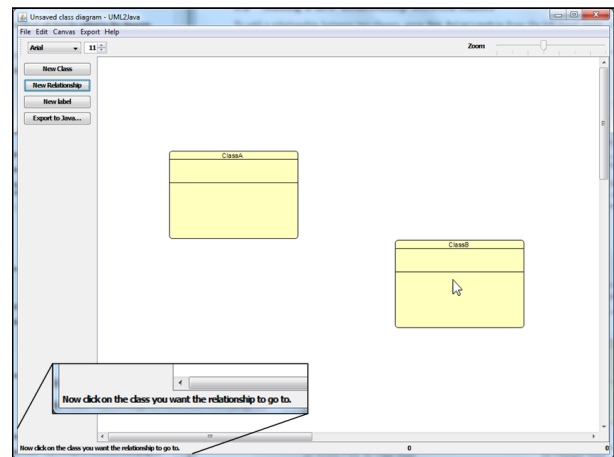 Unsaved class diagram - UML2Java
File Edit Canvas Export Help
Arial 11 Zoom
New Class
New Relationship
New label
Export to Java...
ClassA
ClassB
Now click on the class you want the relationship to go to.
Now click on the class you want the relationship to go to. 0 0